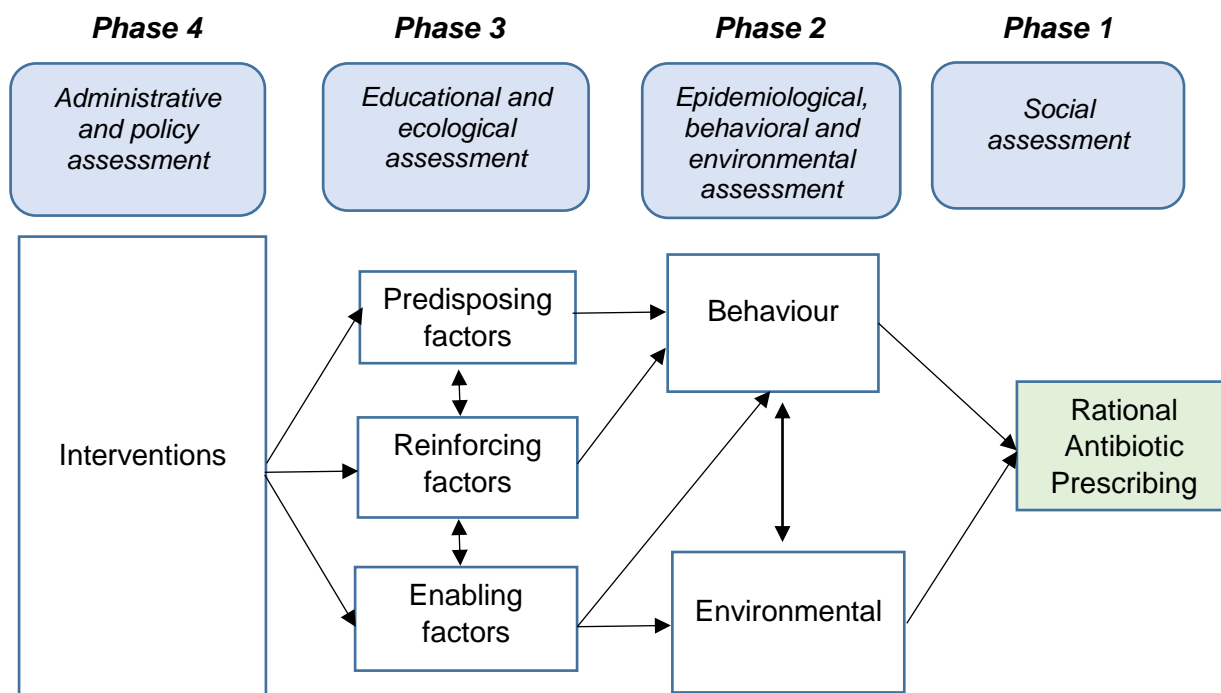 Phase 4
Phase 3
Phase 2
Phase 1
Administrative
and policy
assessment
Educational and
ecological
assessment
Epidemiological,
behavioral and
environmental
assessment
Social
assessment
Interventions
Predisposing
factors
Reinforcing
factors
Enabling
factors
Behaviour
Environmental
Rational
Antibiotic
Prescribing